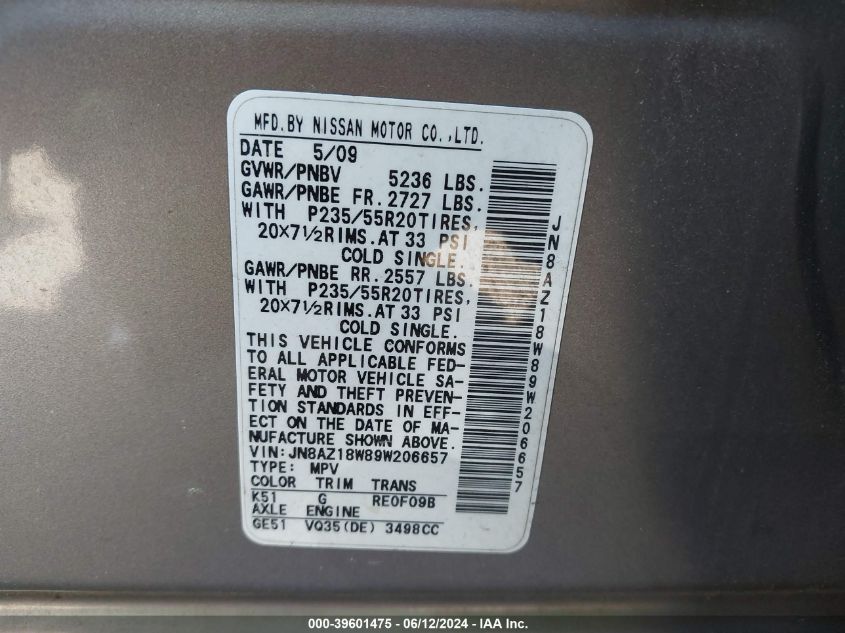 MFD.BY NISSAN MOTOR CO.,LTD.
DATE 5/09
GVWR/PNBV 5236 LBS.
GAWR/PNBE FR. 2727 LBS.
WITH P235/55R20TIRES,
20×7½RIMS.AT 33 PSI
COLD SINGLE.
GAWR/PNBE RR. 2557 LBS.
WITH P235/55R20TIRES,
20×7½RIMS.AT 33 PSI
COLD SINGLE.
THIS VEHICLE CONFORMS
TO ALL APPLICABLE FED-
ERAL MOTOR VEHICLE SA-
FETY AND THEFT PREVEN-
TION STANDARDS IN EFF-
ECT ON THE DATE OF MA-
NUFACTURE SHOWN ABOVE.
VIN:JN8AZ18W89W206657
TYPE: MPV
COLOR TRIM TRANS
K51 G RE0F09B
AXLE ENGINE
GE51 VQ35(DE) 3498CC
JN8AZ18W89W206657
000-39601475 - 06/12/2024 - IAA Inc.